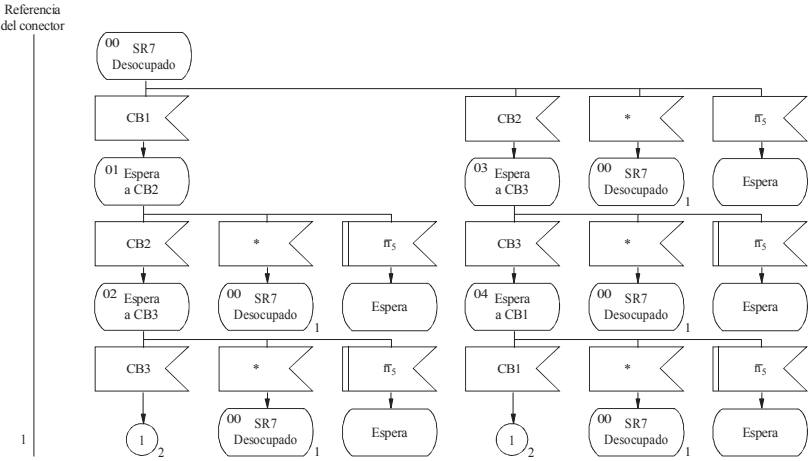 Referencia
del conector
00 SR7
Desocupado
CB1
CB2
*
π₅
01 Espera
a CB2
03 Espera
a CB3
00 SR7
Desocupado 1
Espera
CB2
*
π₅
CB3
*
π₅
02 Espera
a CB3
00 SR7
Desocupado 1
Espera
04 Espera
a CB1
00 SR7
Desocupado 1
Espera
CB3
*
π₅
CB1
*
π₅
1
1 2
00 SR7
Desocupado 1
Espera
1 2
00 SR7
Desocupado 1
Espera